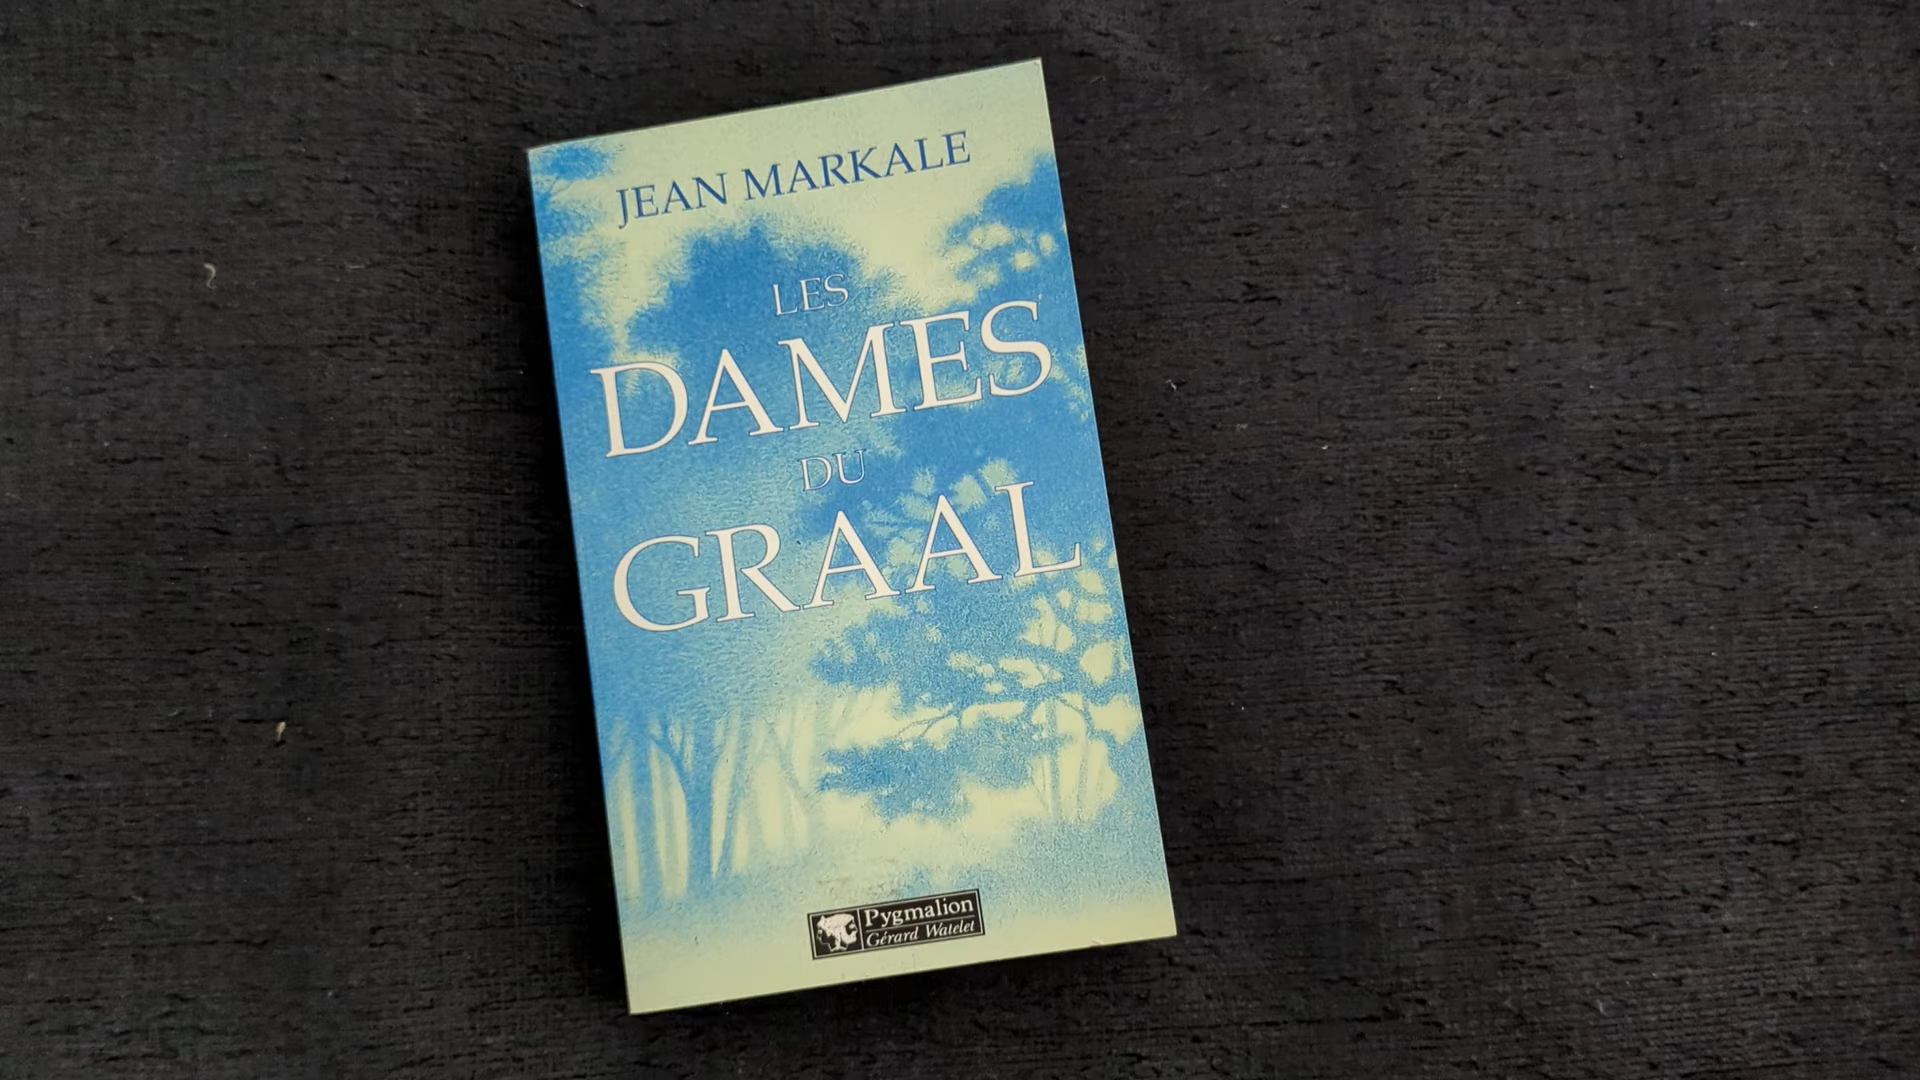 JEAN MARKALE
LES
DAMES
DU
GRAAL
Pygmalion
Gérard Watelet